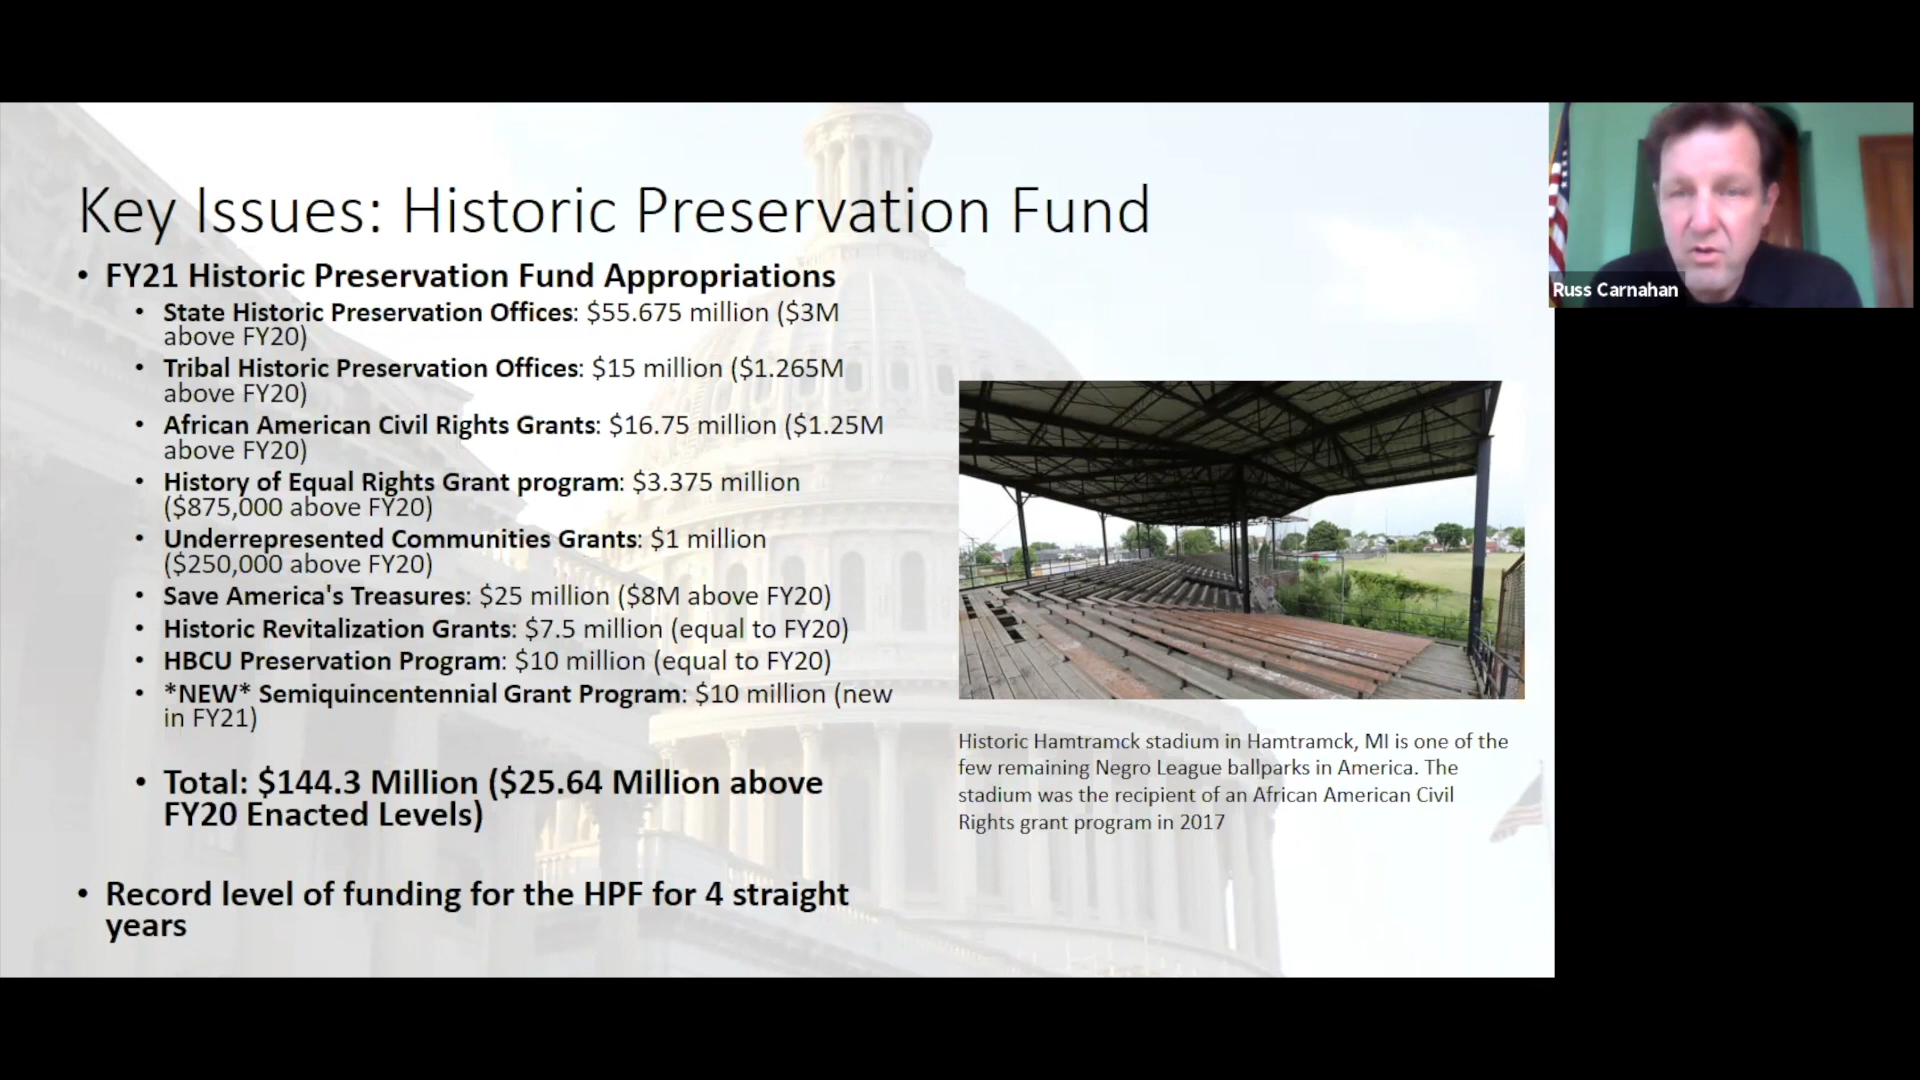 Key Issues: Historic Preservation Fund
• FY21 Historic Preservation Fund Appropriations
• State Historic Preservation Offices: $55.675 million ($3M
above FY20)
• Tribal Historic Preservation Offices: $15 million ($1.265M
above FY20)
• African American Civil Rights Grants: $16.75 million ($1.25M
above FY20)
• History of Equal Rights Grant program: $3.375 million
($875,000 above FY20)
• Underrepresented Communities Grants: $1 million
($250,000 above FY20)
• Save America's Treasures: $25 million ($8M above FY20)
• Historic Revitalization Grants: $7.5 million (equal to FY20)
• HBCU Preservation Program: $10 million (equal to FY20)
• *NEW* Semiquincentennial Grant Program: $10 million (new
in FY21)
• Total: $144.3 Million ($25.64 Million above
FY20 Enacted Levels)
• Record level of funding for the HPF for 4 straight
years
Historic Hamtramck stadium in Hamtramck, MI is one of the
few remaining Negro League ballparks in America. The
stadium was the recipient of an African American Civil
Rights grant program in 2017
Russ Carnahan